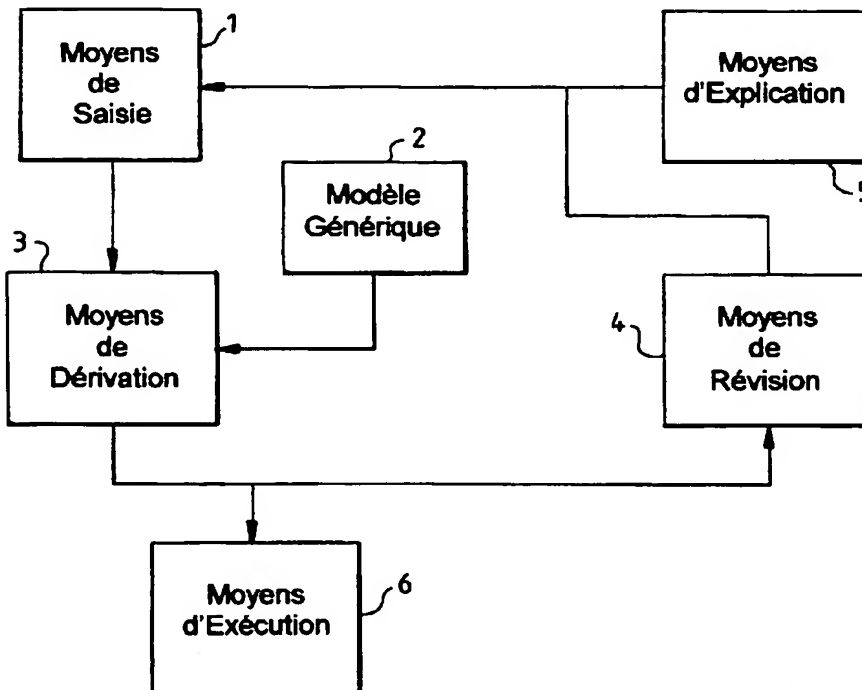 1
Moyens
de
Saisie
Moyens
d'Explication
5
2
Modèle
Générique
3
Moyens
de
Dérivation
4
Moyens
de
Révision
Moyens
d'Exécution
6